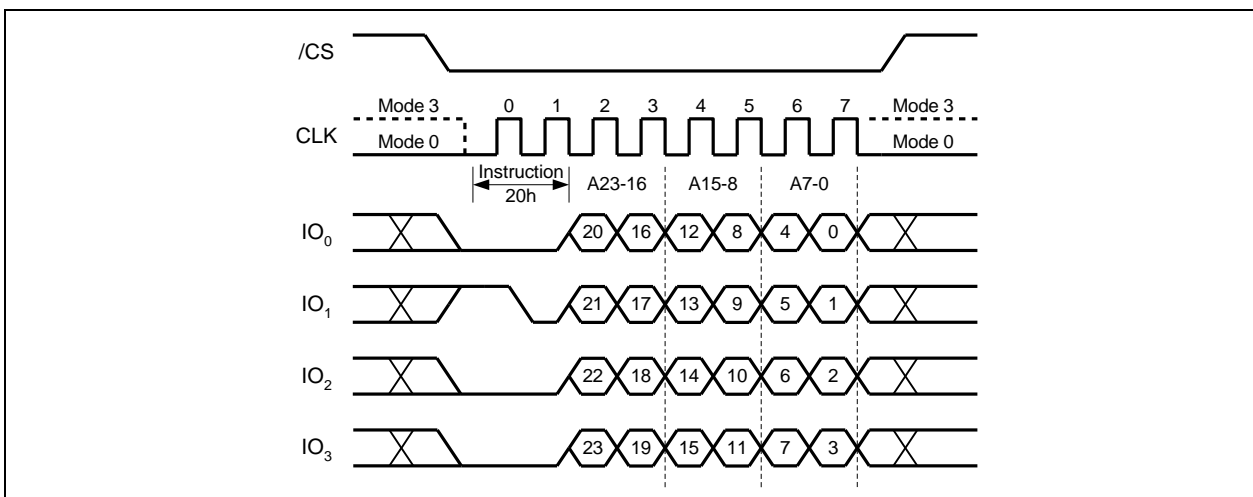 /CS
Mode 3 0 1 2 3 4 5 6 7 Mode 3
CLK
Mode 0 Mode 0
Instruction
20h
A23-16 A15-8 A7-0
IO0 20 16 12 8 4 0
IO1 21 17 13 9 5 1
IO2 22 18 14 10 6 2
IO3 23 19 15 11 7 3